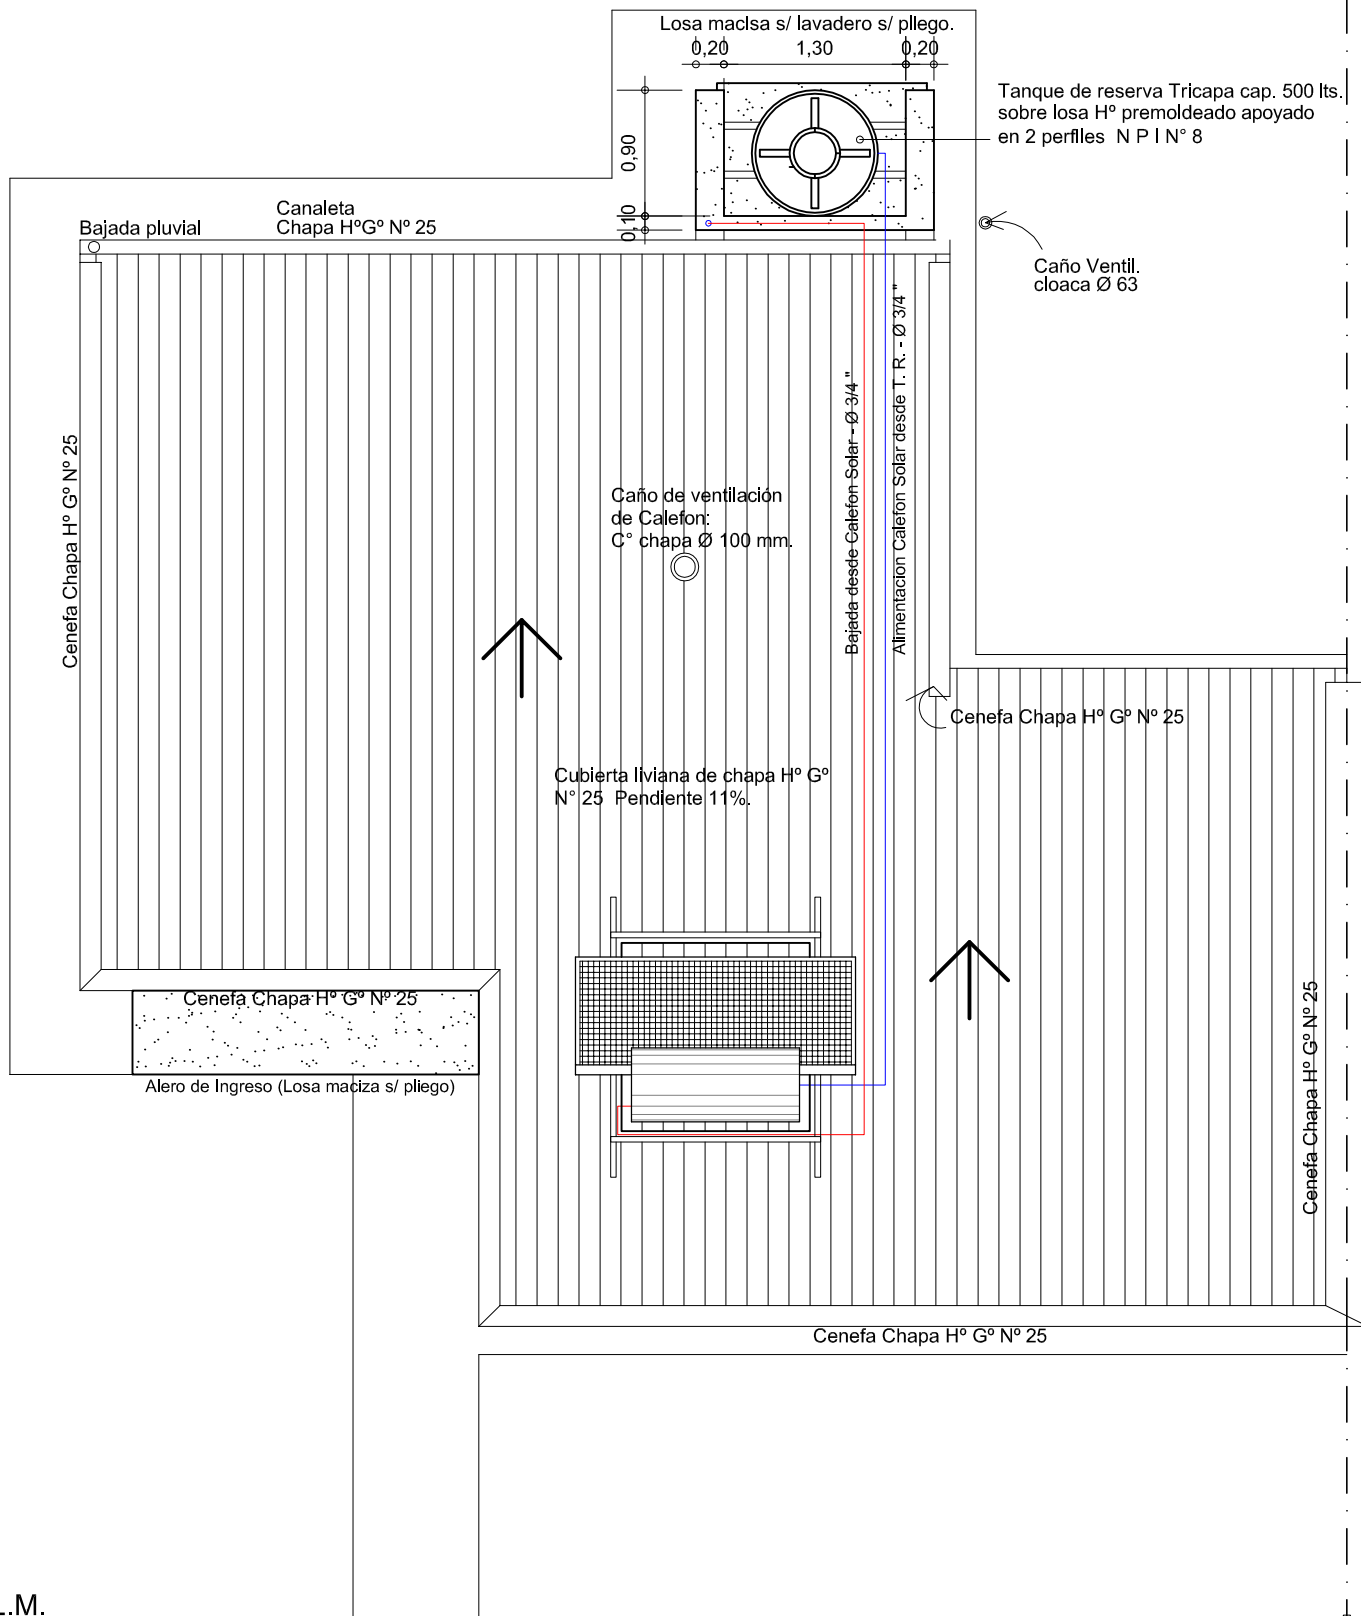 Losa macisa s/ lavadero s/ pliego.
0,20 1,30 0,20
Tanque de reserva Tricapa cap. 500 lts.
sobre losa Hº premoldeado apoyado
en 2 perfiles N P I N° 8
0,90
0,10
Bajada pluvial
Canaleta
Chapa HºGº Nº 25
Caño Ventil.
cloaca Ø 63
Cenefa Chapa Hº Gº Nº 25
Bajada desde Calefon Solar - Ø 3/4 "
Alimentacion Calefon Solar desde T. R. - Ø 3/4 "
Caño de ventilación
de Calefon:
C° chapa Ø 100 mm.
Cenefa Chapa Hº Gº Nº 25
Cubierta liviana de chapa Hº Gº
N° 25 Pendiente 11%.
Cenefa Chapa Hº Gº Nº 25
Alero de Ingreso (Losa maciza s/ pliego)
Cenefa Chapa Hº Gº Nº 25
Cenefa Chapa Hº Gº Nº 25
L.M.